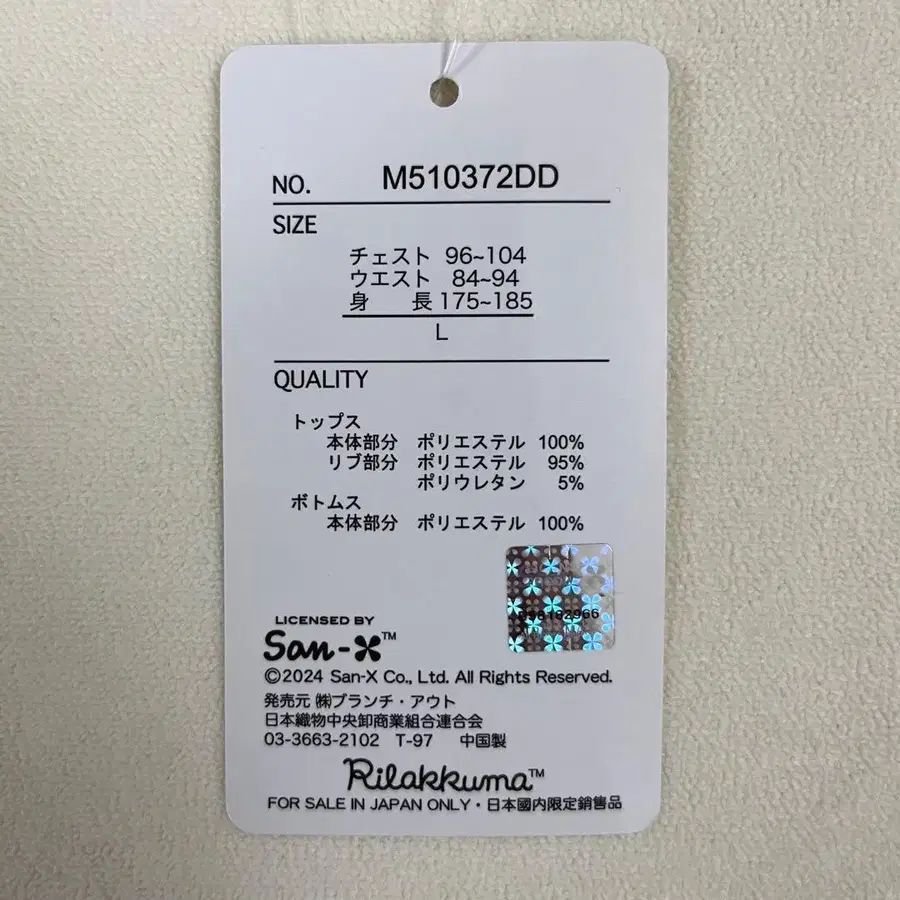 NO. M510372DD
SIZE
チェスト 96~104
ウエスト 84~94
身 長 175~185
L
QUALITY
トップス
本体部分 ポリエステル 100%
リブ部分 ポリエステル 95%
ポリウレタン 5%
ボトムス
本体部分 ポリエステル 100%
LICENSED BY
San-X™
©2024 San-X Co., Ltd. All Rights Reserved.
発売元 ㈱ブランチ・アウト
日本織物中央卸商業組合連合会
03-3663-2102 T-97 中国製
Rilakkuma™
FOR SALE IN JAPAN ONLY・日本國内限定銷售品